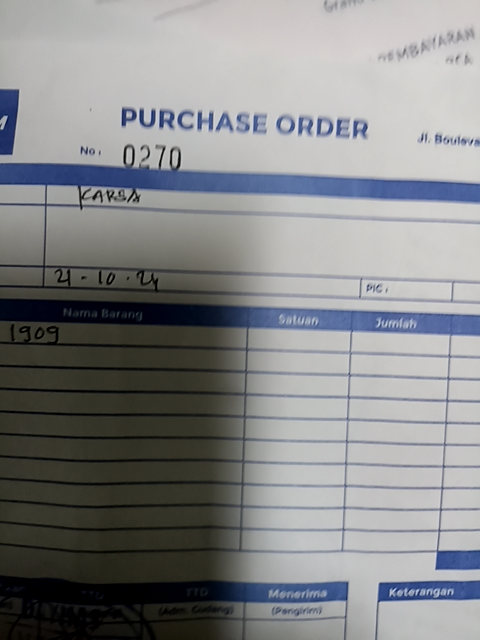 PEMBAYARAN
PURCHASE ORDER
Jl. Bouleva
No: 0270
KARSA
21-10-24
PIC:
Nama Barang Satuan Jumlah
1909
TTD Menerima Keterangan
(Adm. Gudang) (Pengirim)